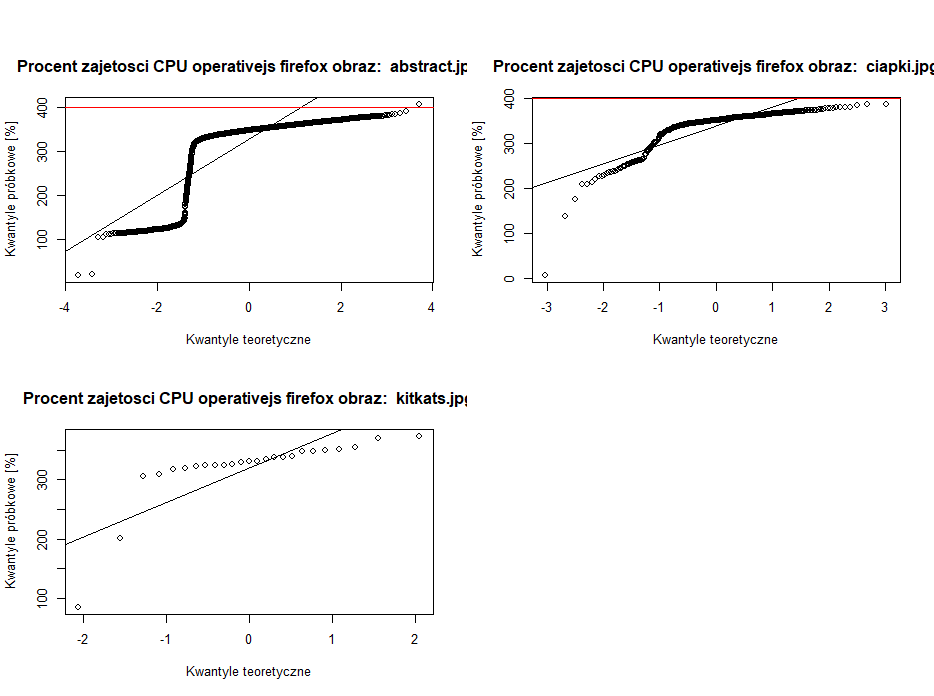 Procent zajetosci CPU operativejs firefox obraz: abstract.jp
Kwantyle próbkowe [%]
400
300
200
100
-4 -2 0 2 4
Kwantyle teoretyczne
Procent zajetosci CPU operativejs firefox obraz: ciapki.jpg
Kwantyle próbkowe [%]
400
300
200
100
0
-3 -2 -1 0 1 2 3
Kwantyle teoretyczne
Procent zajetosci CPU operativejs firefox obraz: kitkats.jpg
Kwantyle próbkowe [%]
300
200
100
-2 -1 0 1 2
Kwantyle teoretyczne